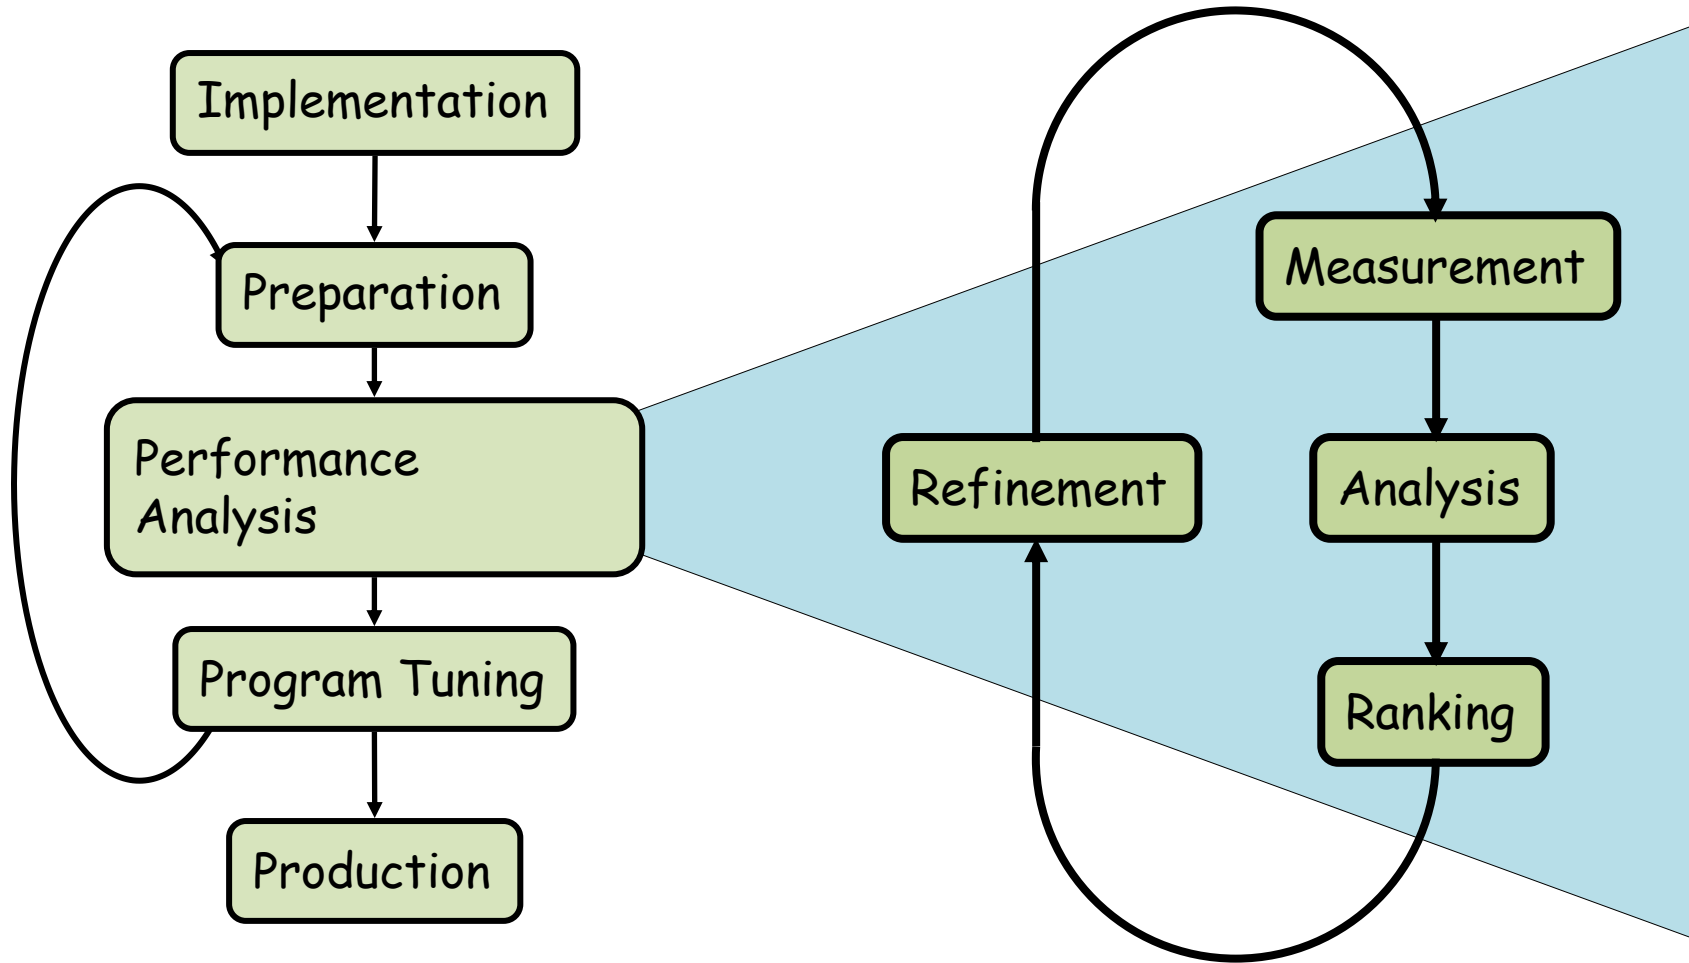 Implementation
Preparation
Performance
Analysis
Program Tuning
Production
Measurement
Refinement
Analysis
Ranking